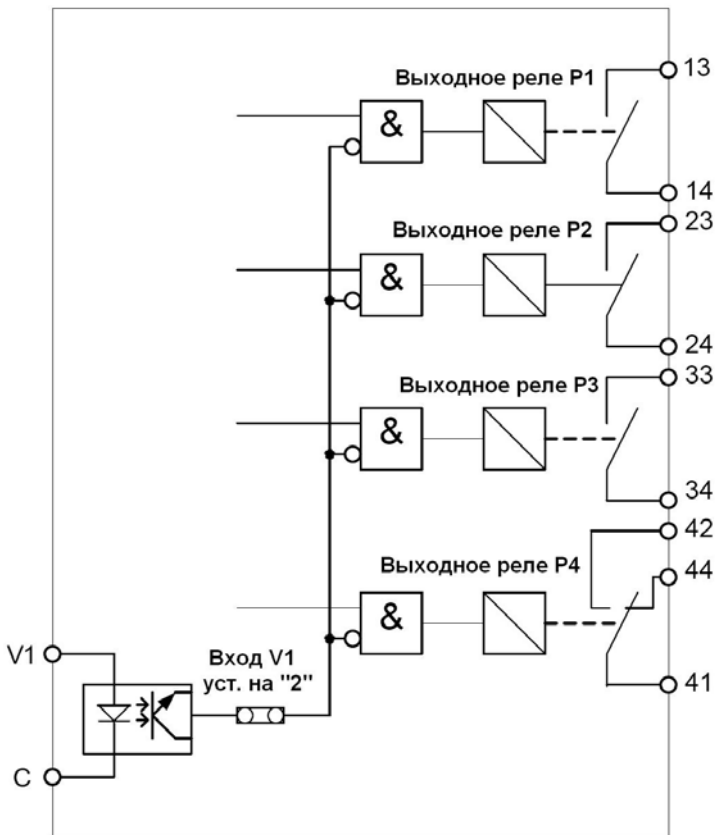 13
Выходное реле P1
&
14
23
Выходное реле P2
&
24
33
Выходное реле P3
&
34
42
Выходное реле P4
44
&
V1
Вход V1
уст. на "2"
41
C